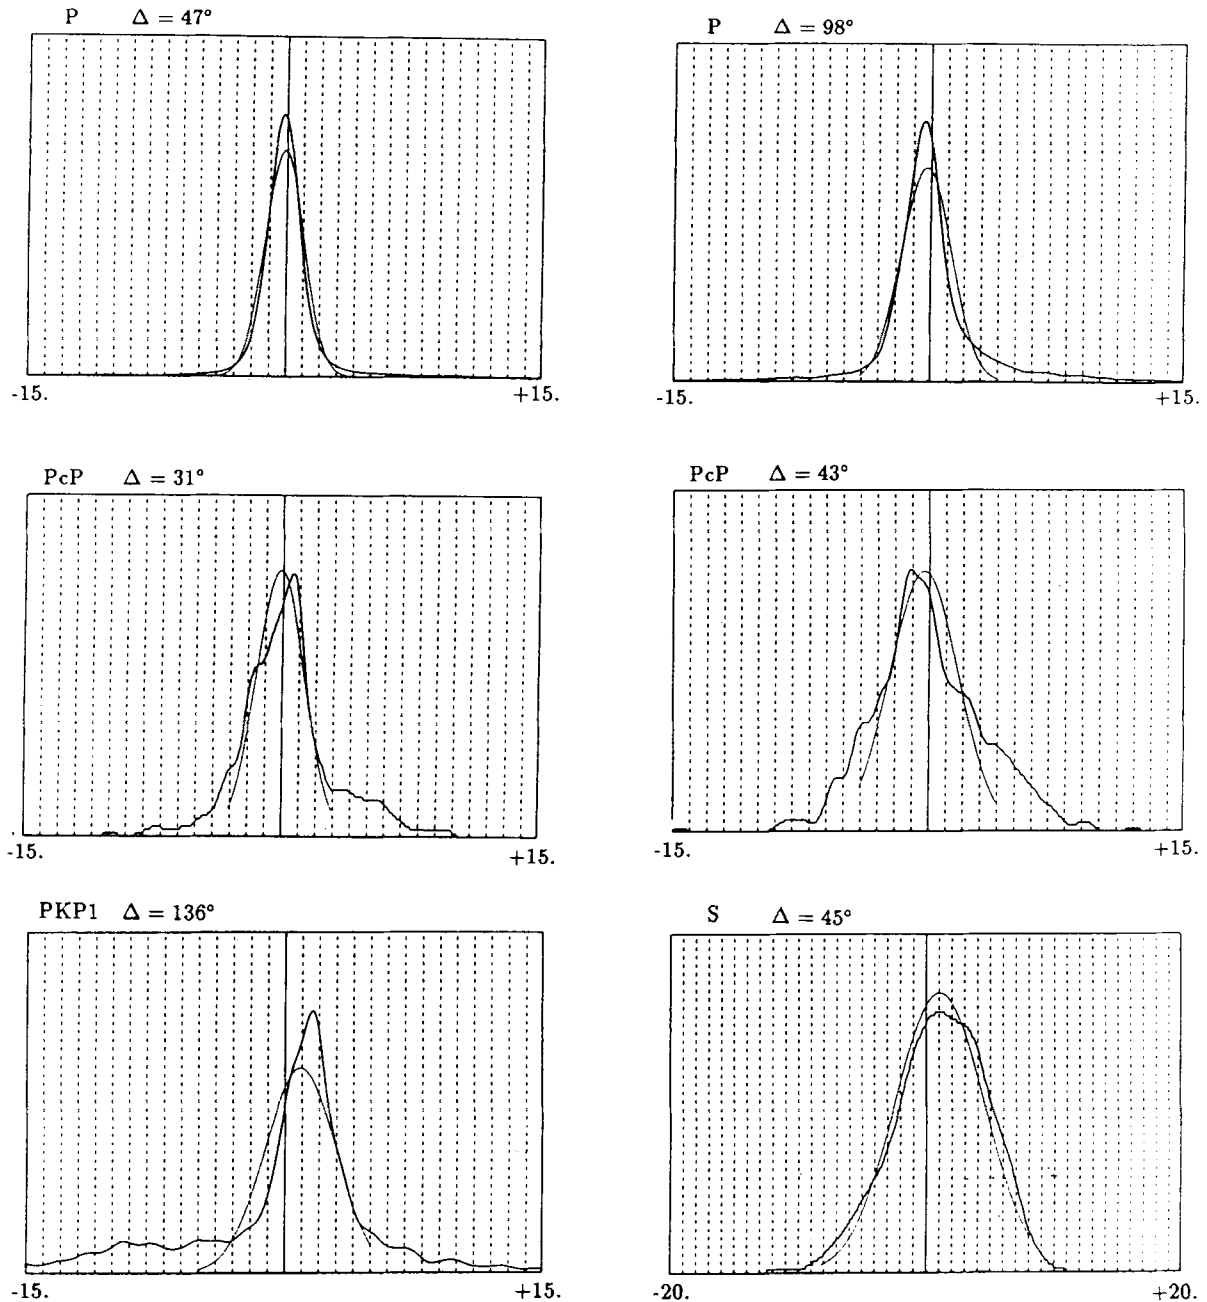 P Δ = 47°
P Δ = 98°
-15. +15.
-15. +15.
PcP Δ = 31°
PcP Δ = 43°
-15. +15.
-15. +15.
PKP1 Δ = 136°
S Δ = 45°
-15. +15.
-20. +20.